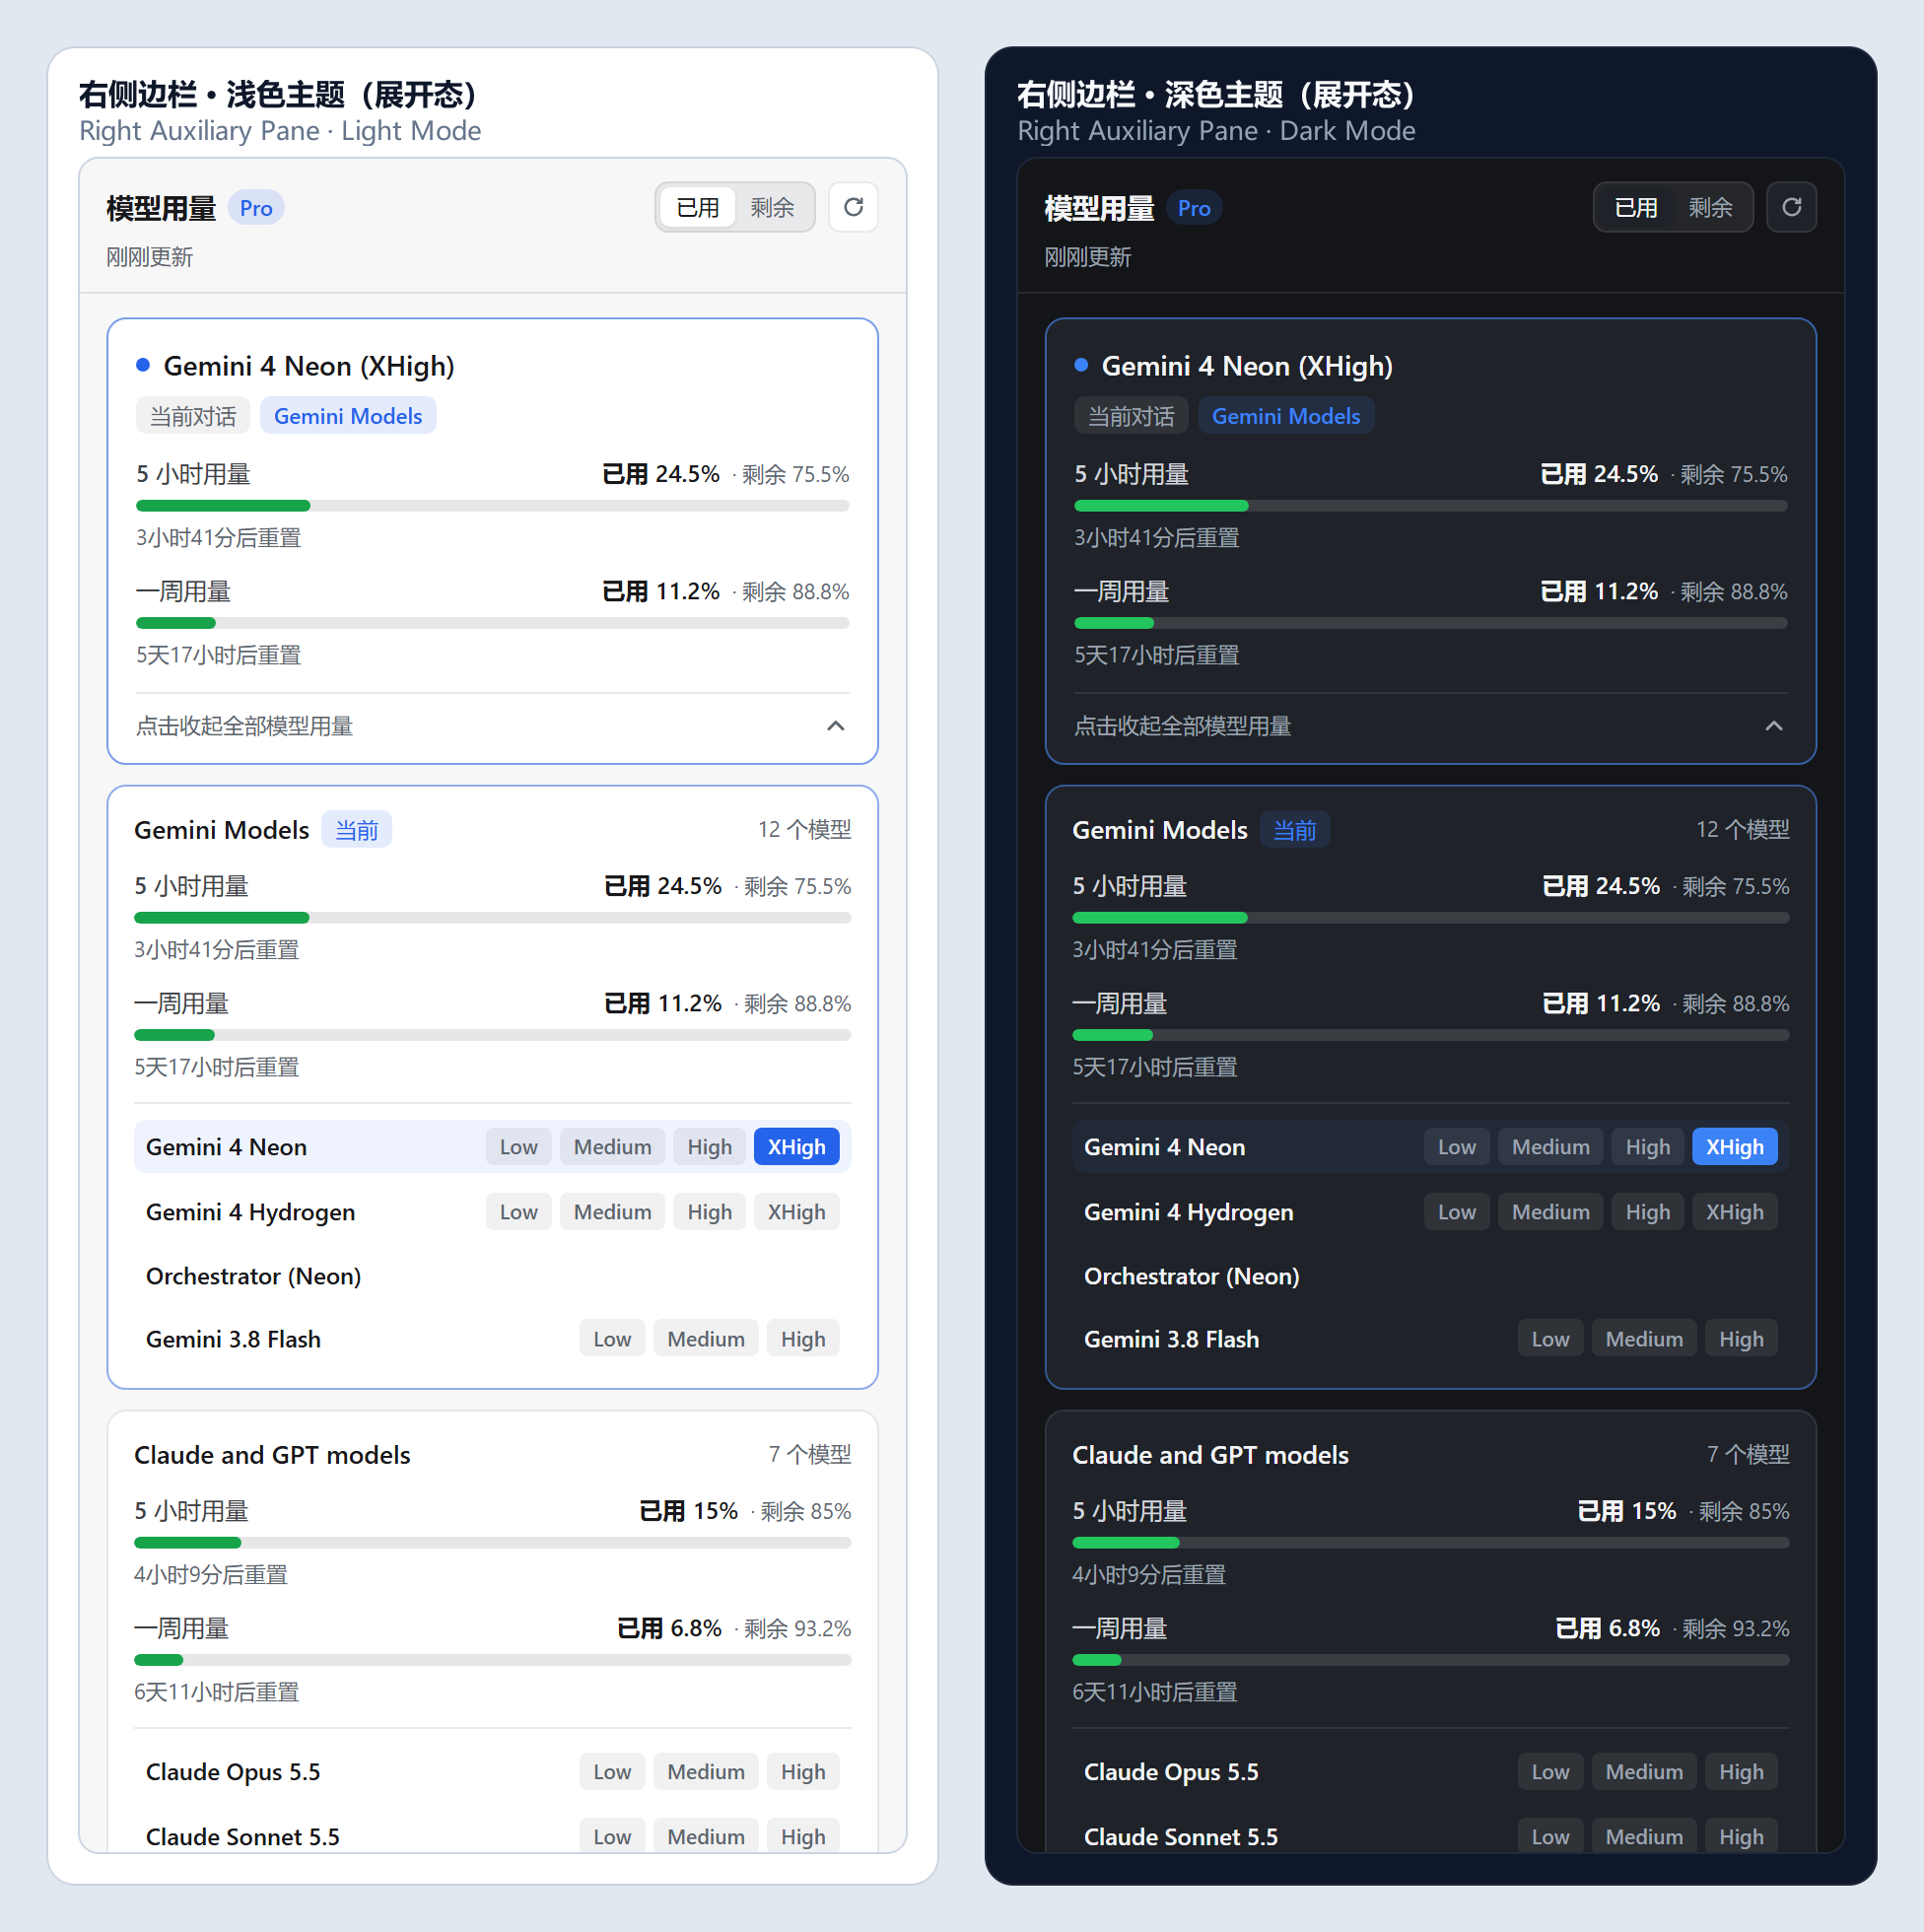 右侧边栏 • 浅色主题（展开态）
Right Auxiliary Pane · Light Mode
模型用量 Pro 已用 剩余
刚刚更新
Gemini 4 Neon (XHigh)
当前对话 Gemini Models
5 小时用量 已用 24.5% · 剩余 75.5%
3小时41分后重置
一周用量 已用 11.2% · 剩余 88.8%
5天17小时后重置
点击收起全部模型用量
Gemini Models 当前 12 个模型
5 小时用量 已用 24.5% · 剩余 75.5%
3小时41分后重置
一周用量 已用 11.2% · 剩余 88.8%
5天17小时后重置
Gemini 4 Neon Low Medium High XHigh
Gemini 4 Hydrogen Low Medium High XHigh
Orchestrator (Neon)
Gemini 3.8 Flash Low Medium High
Claude and GPT models 7 个模型
5 小时用量 已用 15% · 剩余 85%
4小时9分后重置
一周用量 已用 6.8% · 剩余 93.2%
6天11小时后重置
Claude Opus 5.5 Low Medium High
Claude Sonnet 5.5 Low Medium High
右侧边栏 • 深色主题（展开态）
Right Auxiliary Pane · Dark Mode
模型用量 Pro 已用 剩余
刚刚更新
Gemini 4 Neon (XHigh)
当前对话 Gemini Models
5 小时用量 已用 24.5% · 剩余 75.5%
3小时41分后重置
一周用量 已用 11.2% · 剩余 88.8%
5天17小时后重置
点击收起全部模型用量
Gemini Models 当前 12 个模型
5 小时用量 已用 24.5% · 剩余 75.5%
3小时41分后重置
一周用量 已用 11.2% · 剩余 88.8%
5天17小时后重置
Gemini 4 Neon Low Medium High XHigh
Gemini 4 Hydrogen Low Medium High XHigh
Orchestrator (Neon)
Gemini 3.8 Flash Low Medium High
Claude and GPT models 7 个模型
5 小时用量 已用 15% · 剩余 85%
4小时9分后重置
一周用量 已用 6.8% · 剩余 93.2%
6天11小时后重置
Claude Opus 5.5 Low Medium High
Claude Sonnet 5.5 Low Medium High